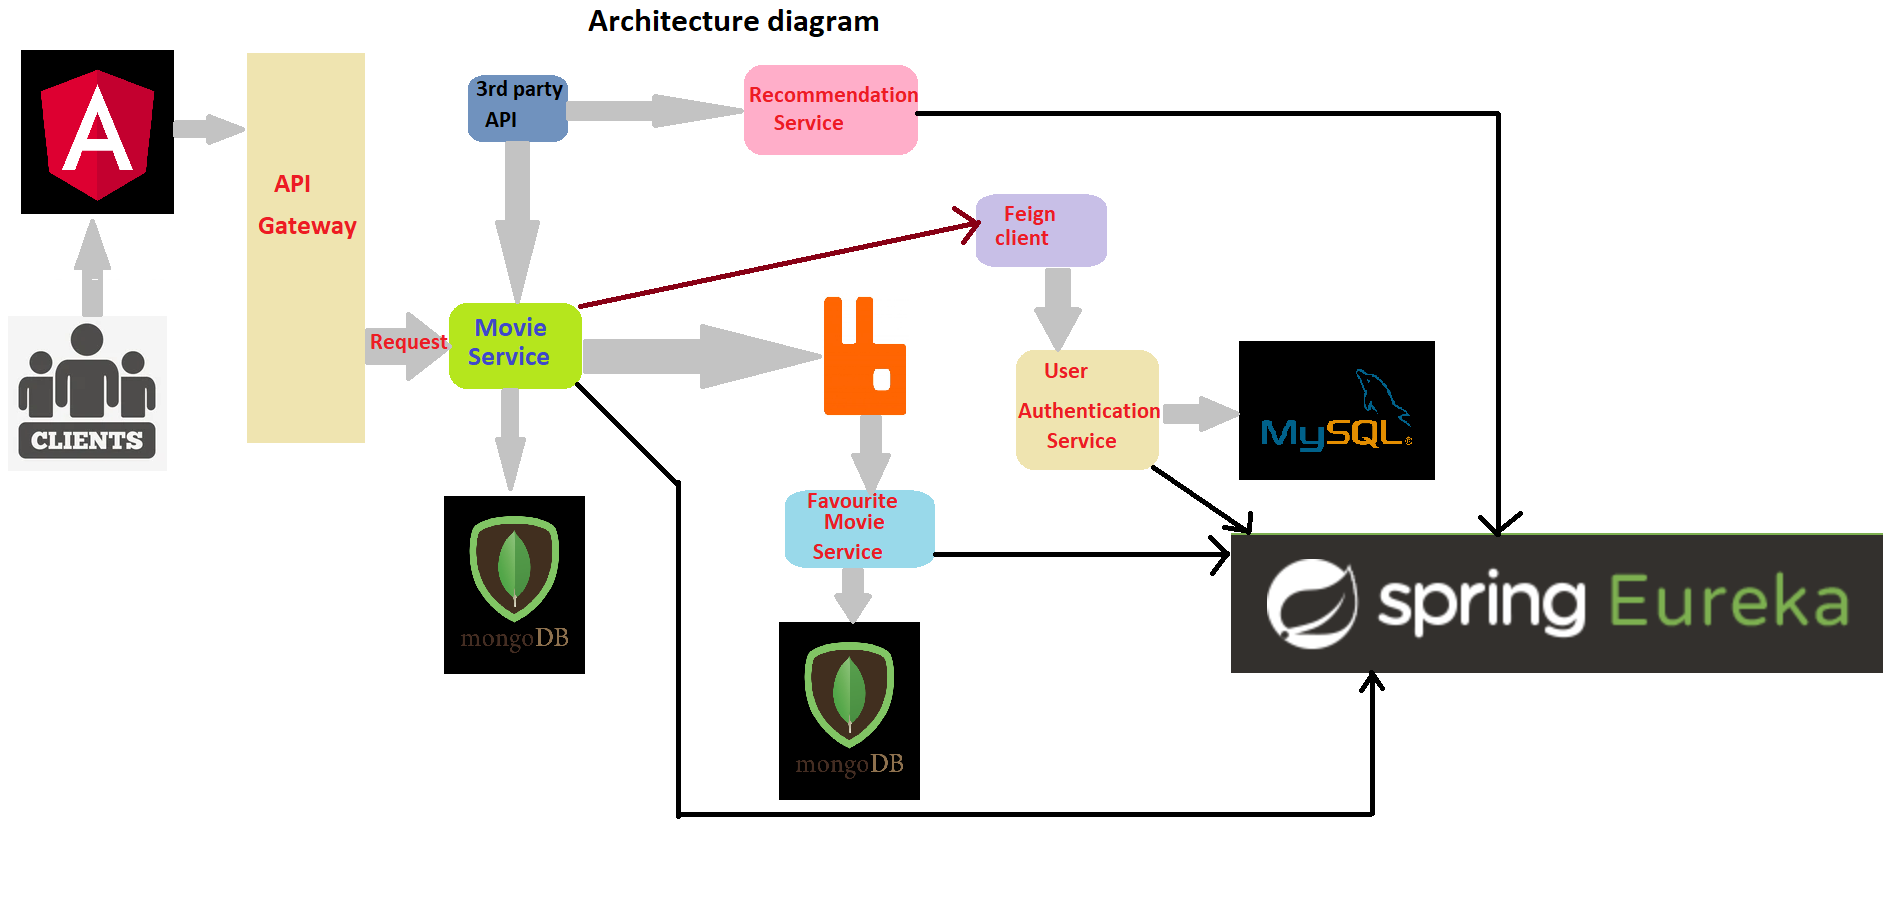 Architecture diagram
3rd party
API
Recommendation
Service
API
Gateway
Feign
client
Request
Movie
Service
User
Authentication
Service
MySQL®
CLIENTS
Favourite
Movie
Service
mongoDB
spring Eureka
mongoDB